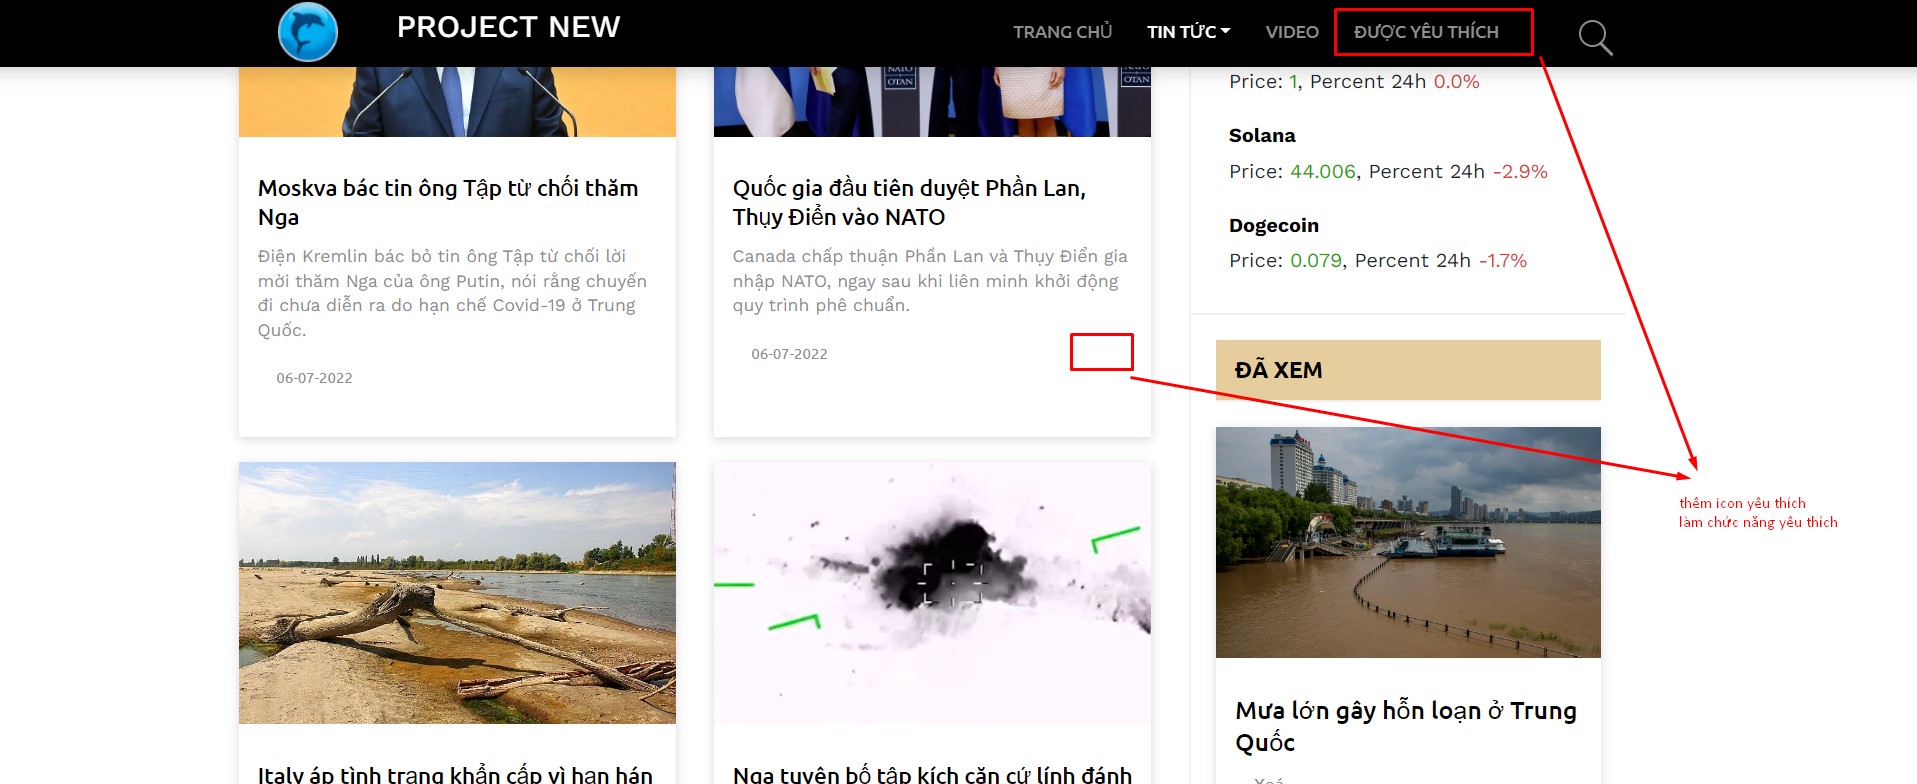 PROJECT NEW
TRANG CHỦ
TIN TỨC
VIDEO
ĐƯỢC YÊU THÍCH
NATO
OTAN
NATO
OTAN
Price: 1, Percent 24h 0.0%
Solana
Price: 44.006, Percent 24h -2.9%
Dogecoin
Price: 0.079, Percent 24h -1.7%
Moskva bác tin ông Tập từ chối thăm
Nga
Điện Kremlin bác bỏ tin ông Tập từ chối lời
mời thăm Nga của ông Putin, nói rằng chuyến
đi chưa diễn ra do hạn chế Covid-19 ở Trung
Quốc.
06-07-2022
Quốc gia đầu tiên duyệt Phần Lan,
Thụy Điển vào NATO
Canada chấp thuận Phần Lan và Thụy Điển gia
nhập NATO, ngay sau khi liên minh khởi động
quy trình phê chuẩn.
06-07-2022
ĐÃ XEM
thêm icon yêu thích
làm chức năng yêu thích
Mưa lớn gây hỗn loạn ở Trung
Quốc
Xoá
Italy áp tình trạng khẩn cấp vì hạn hán
Nga tuyên bố tập kích căn cứ lính đánh